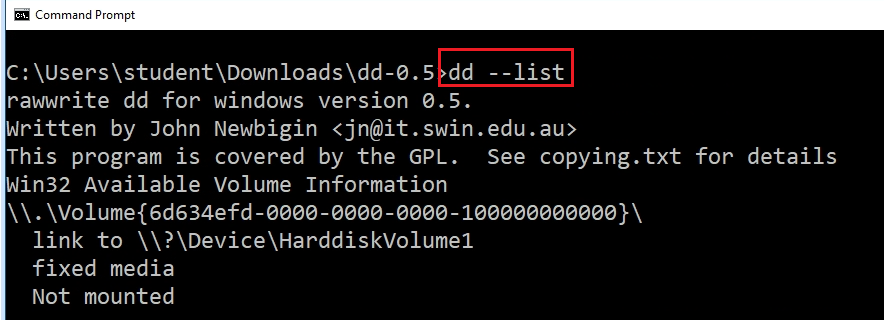 Command Prompt
C:\Users\student\Downloads\dd-0.5>dd --list
rawwrite dd for windows version 0.5.
Written by John Newbigin <jn@it.swin.edu.au>
This program is covered by the GPL.  See copying.txt for details
Win32 Available Volume Information
\\.\Volume{6d634efd-0000-0000-0000-100000000000}\
  link to \\?\Device\HarddiskVolume1
  fixed media
  Not mounted